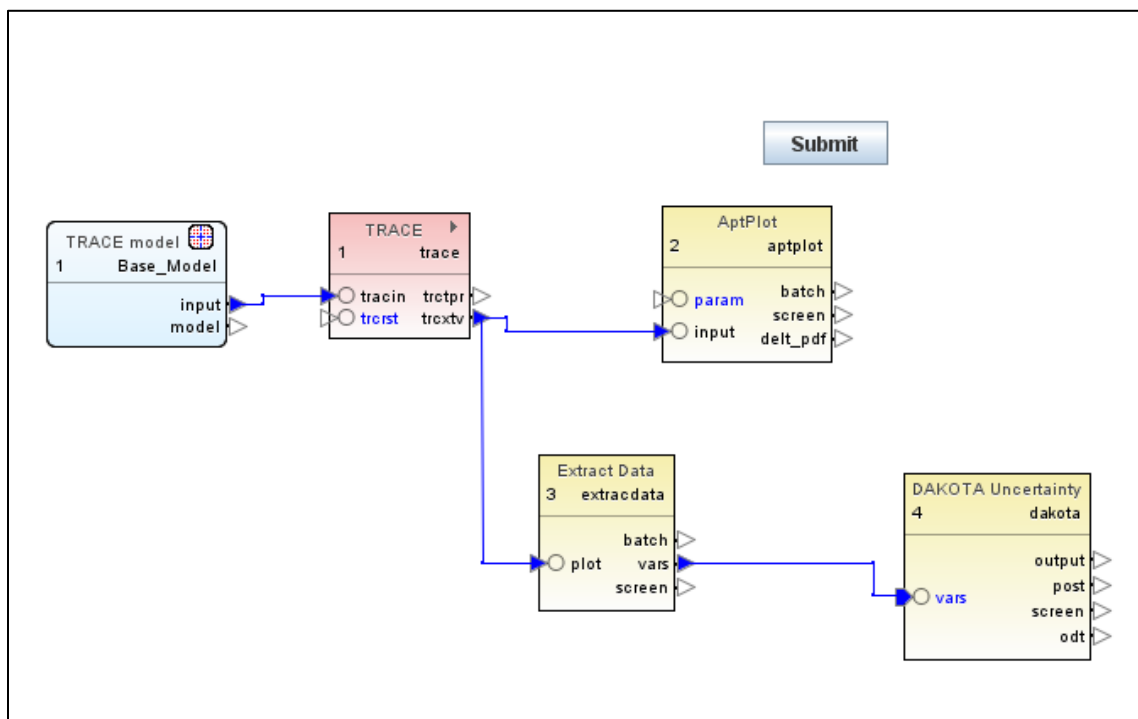 Submit
TRACE model
1 Base_Model
input
model
TRACE
1 trace
tracin trctpr
trcrst trcxtv
AptPlot
2 aptplot
param batch
screen
input
delt_pdf
Extract Data
3 extracdata
batch
plot vars
screen
DAKOTA Uncertainty
4 dakota
output
post
vars
screen
odt